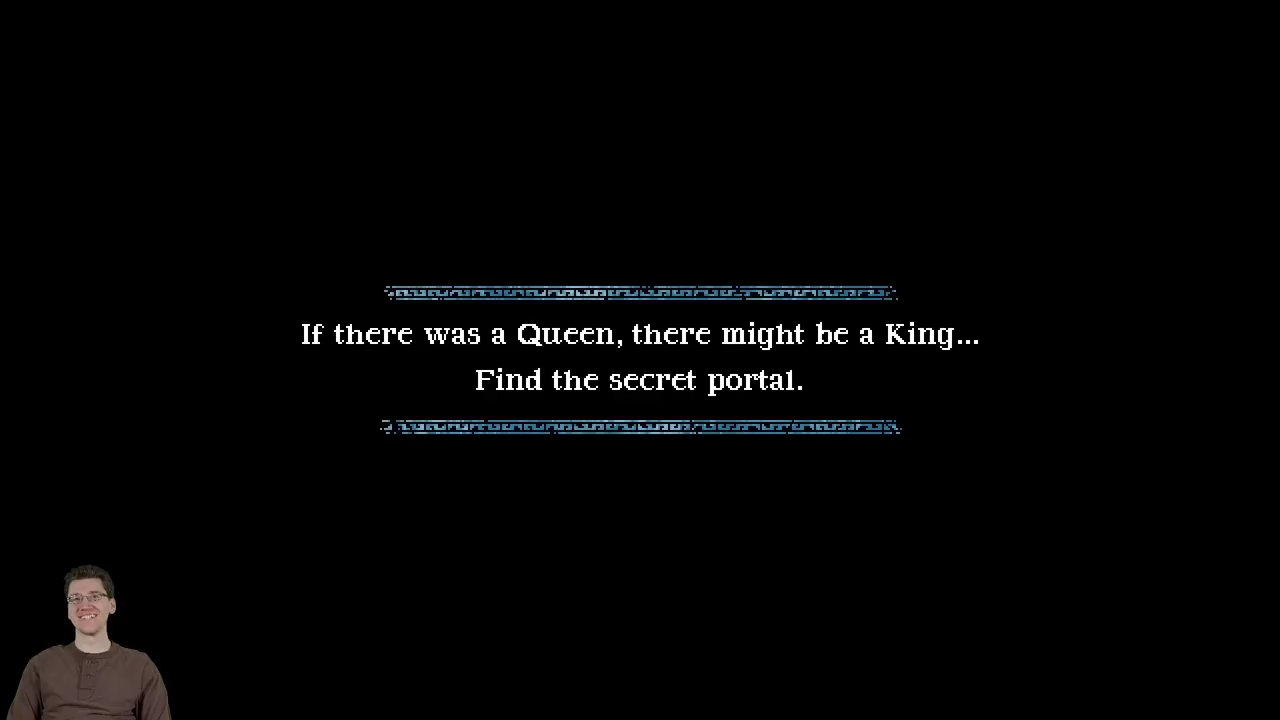 If there was a Queen, there might be a King...
Find the secret portal.